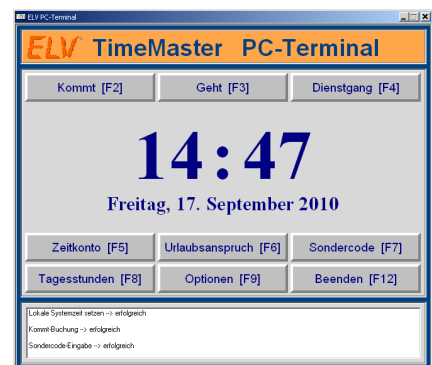 ELV PC-Terminal
ELV TimeMaster PC-Terminal
Kommt [F2] Geht [F3] Dienstgang [F4]
14:47
Freitag, 17. September 2010
Zeitkonto [F5] Urlaubsanspruch [F6] Sondercode [F7]
Tagesstunden [F8] Optionen [F9] Beenden [F12]
Lokale Systemzeit setzen --> erfolgreich
Kommt-Buchung --> erfolgreich
Sondercode-Eingabe --> erfolgreich